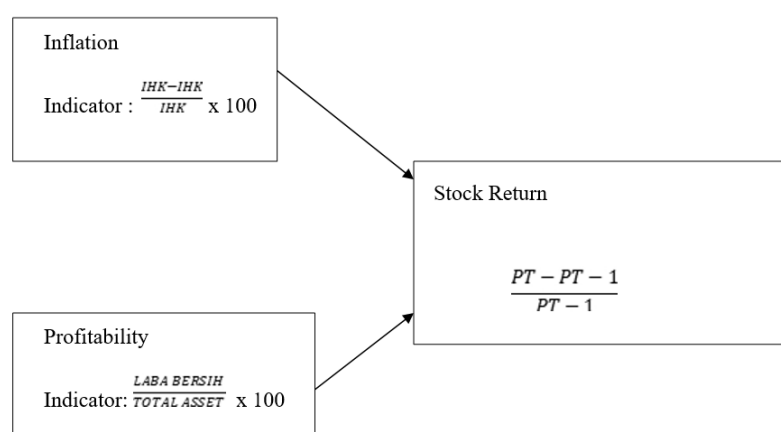 Inflation
Indicator : IHK−IHK
IHK x 100
Stock Return
PT − PT − 1
PT − 1
Profitability
Indicator: LABA BERSIH
TOTAL ASSET x 100